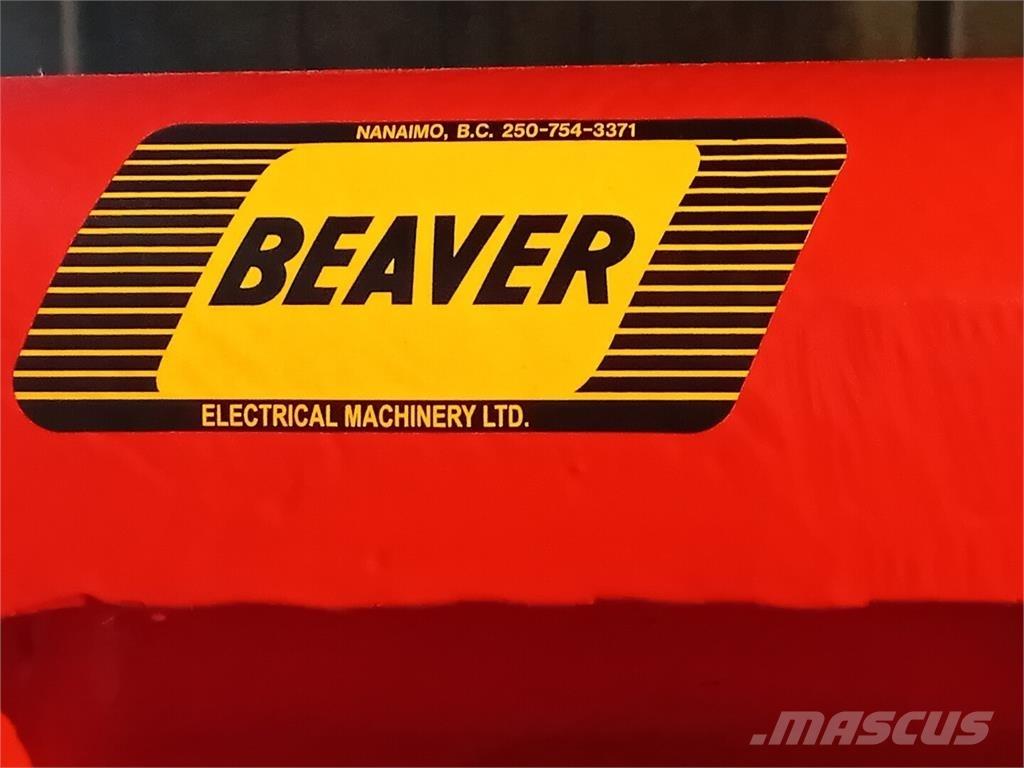 NANAIMO, B.C. 250-754-3371
BEAVER
ELECTRICAL MACHINERY LTD.
.MASCUS